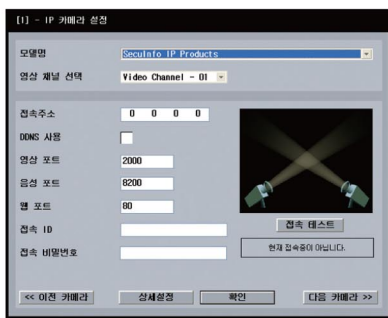 [1] - IP 카메라 설정
모델명 SecuInfo IP Products
영상 채널 선택 Video Channel - 01
접속주소 0 0 0 0
DDNS 사용
영상 포트 2000
음성 포트 8200
웹 포트 80
접속 ID
접속 테스트
접속 비밀번호
현재 접속중이 아닙니다.
<< 이전 카메라 상세설정 확인 다음 카메라 >>